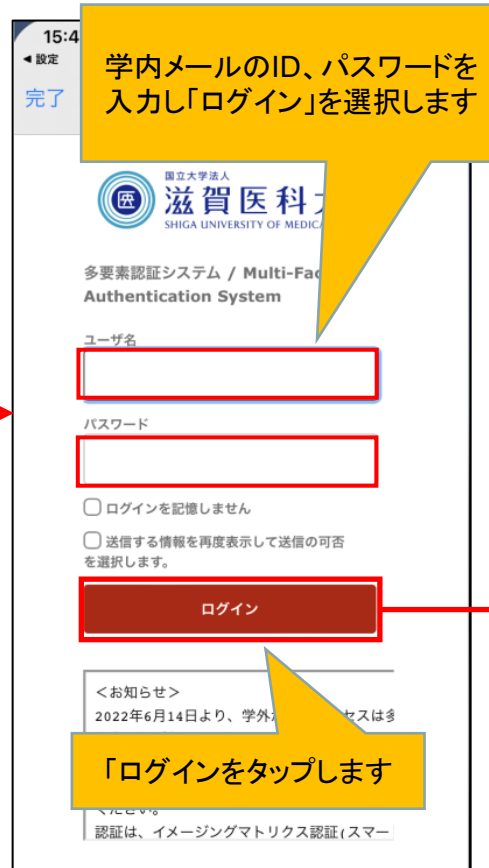 15:4
◀設定
完了
学内メールのID、パスワードを
入力し「ログイン」を選択します
国立大学法人
滋賀医科
SHIGA UNIVERSITY OF MEDIC
多要素認証システム / Multi-Fac
Authentication System
ユーザ名
パスワード
ログインを記憶しません
送信する情報を再度表示して送信の可否
を選択します。
ログイン
<お知らせ>
2022年6月14日より、学外か
セスは多
「ログインをタップします
ください。
認証は、イメージングマトリクス認証(スマー